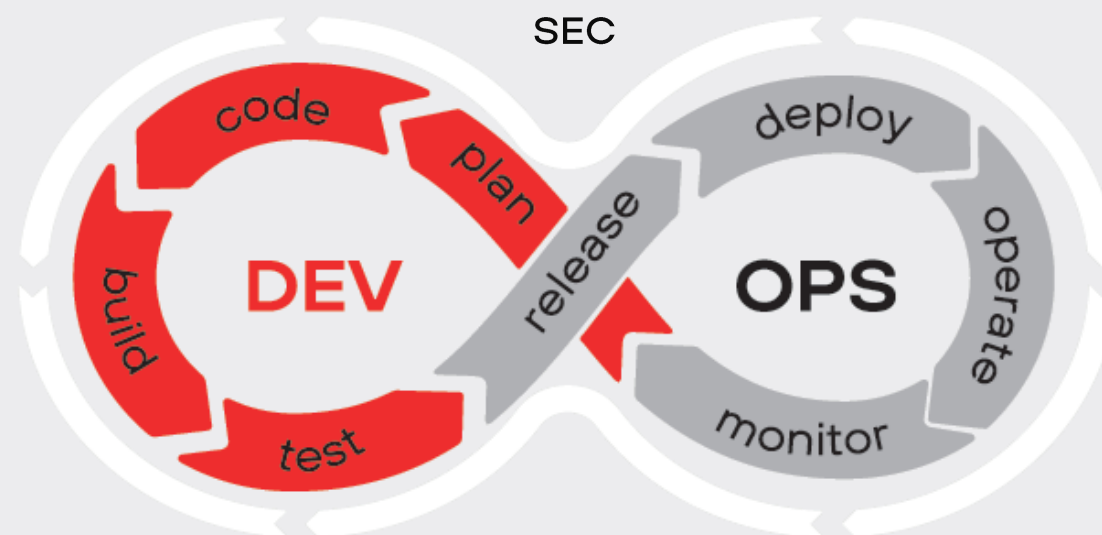 SEC
code
plan
deploy
release
operate
build
DEV
OPS
test
monitor